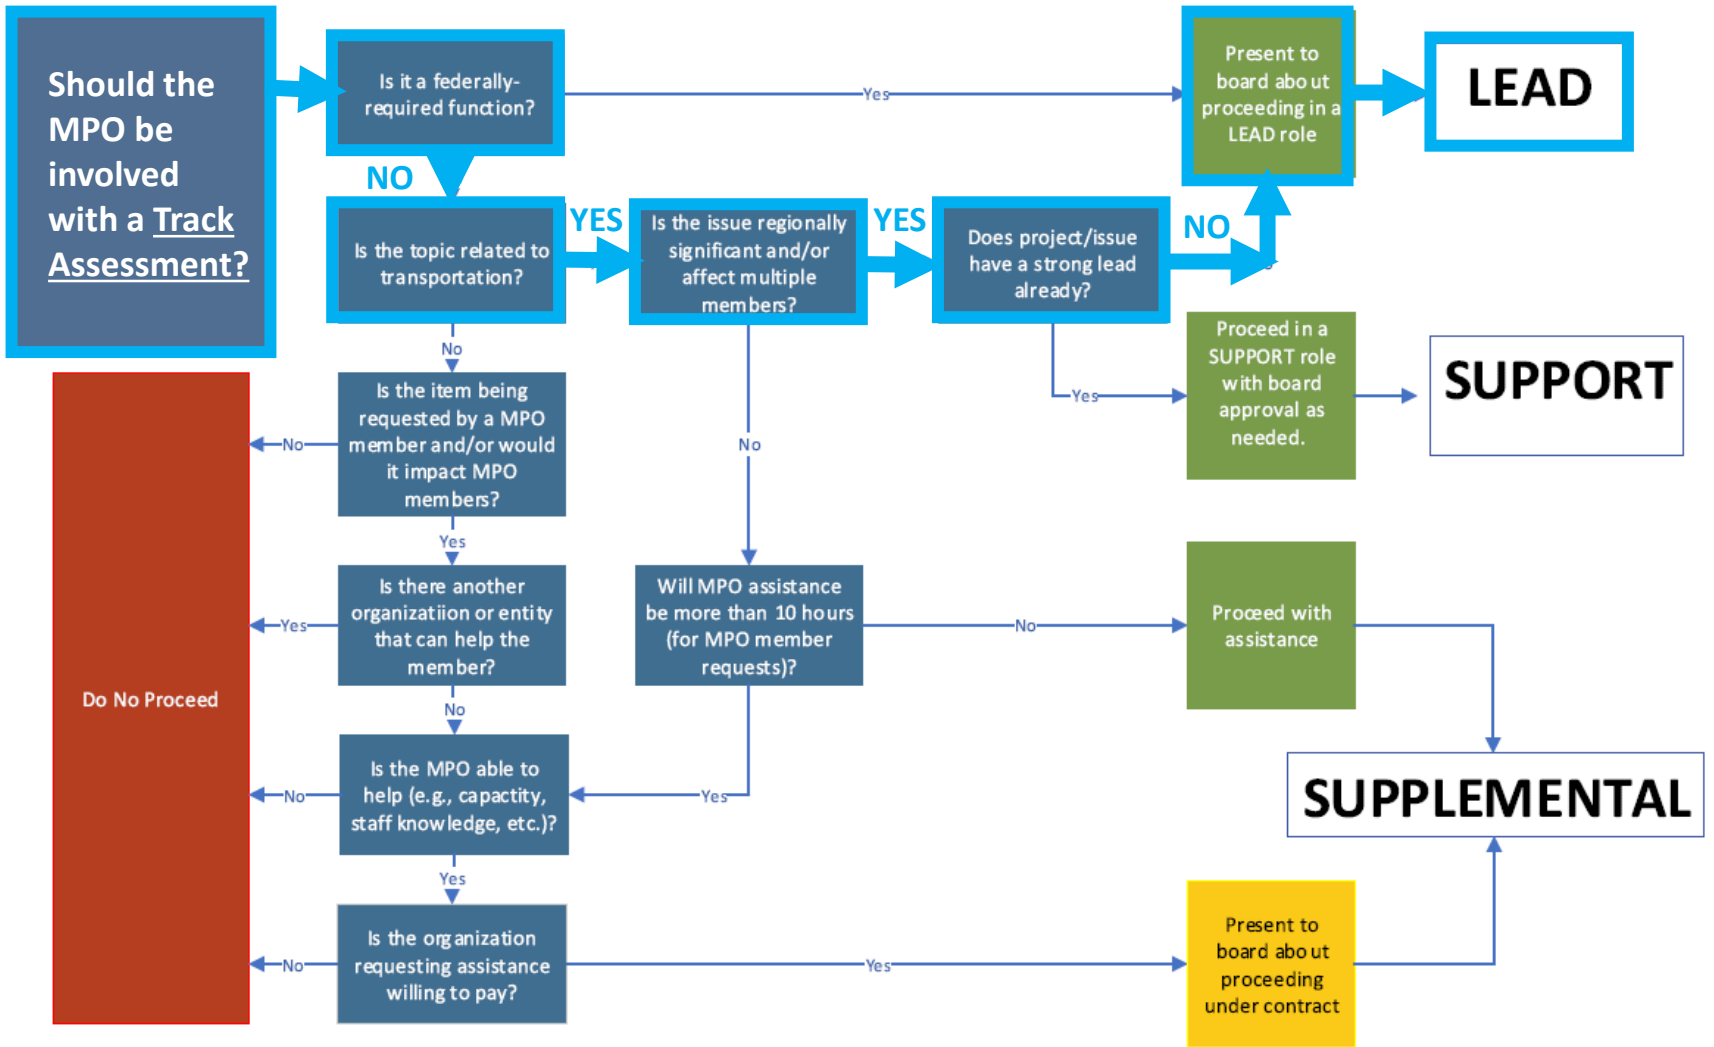 Should the
MPO be
involved
with a Track
Assessment?
Is it a federally-
required function?
Yes
Present to
board about
proceeding in a
LEAD role
LEAD
NO
Is the topic related to
transportation?
YES
Is the issue regionally
significant and/or
affect multiple
members?
YES
Does project/issue
have a strong lead
already?
NO
No
No
Yes
Proceed in a
SUPPORT role
with board
approval as
needed.
SUPPORT
Is the item being
requested by a MPO
member and/or would
it impact MPO
members?
No
Yes
Is there another
organizatiion or entity
that can help the
member?
Yes
No
Will MPO assistance
be more than 10 hours
(for MPO member
requests)?
No
Proceed with
assistance
Do No Proceed
Is the MPO able to
help (e.g., capactity,
staff knowledge, etc.)?
No
Yes
SUPPLEMENTAL
Yes
Is the organization
requesting assistance
willing to pay?
No
Yes
Present to
board about
proceeding
under contract